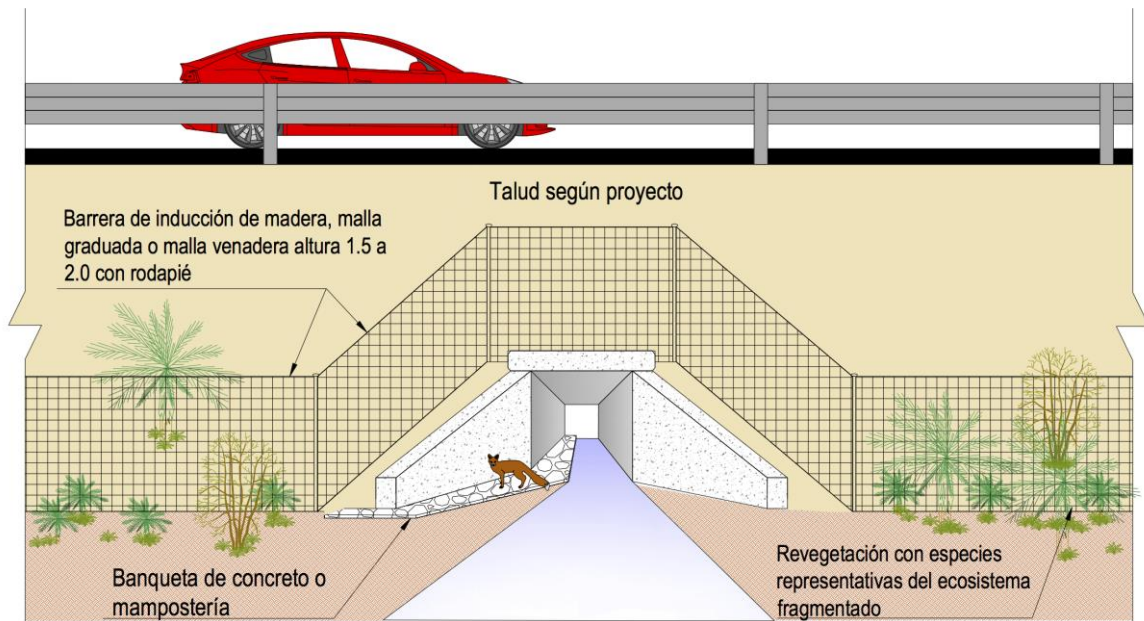 Talud según proyecto
Barrera de inducción de madera, malla
graduada o malla venadera altura 1.5 a
2.0 con rodapié
Banqueta de concreto o
mampostería
Revegetación con especies
representativas del ecosistema
fragmentado